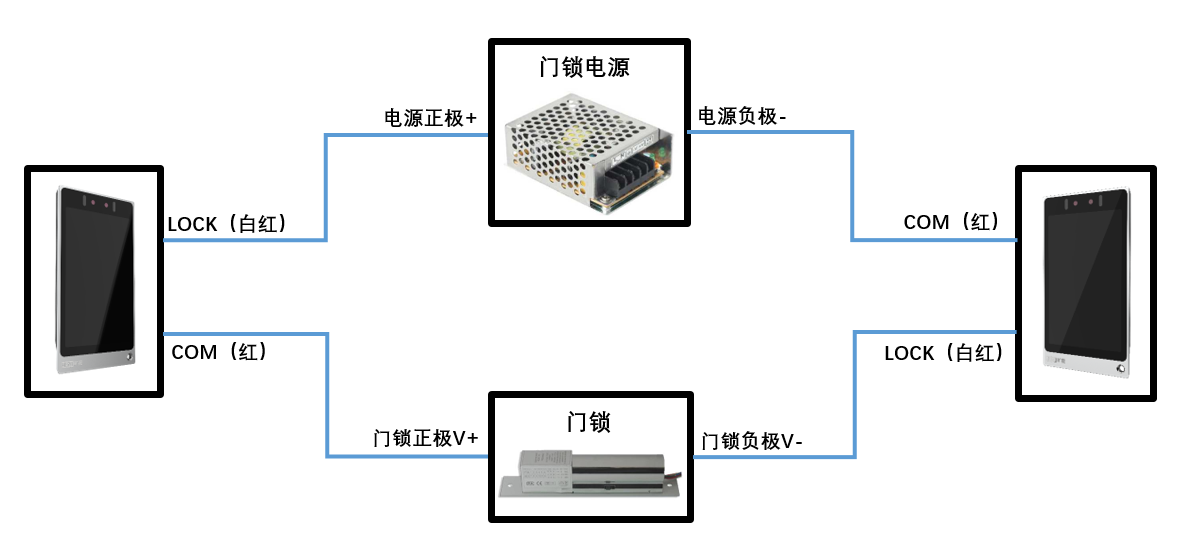 门锁电源
电源正极+
电源负极-
LOCK（白红）
COM（红）
COM（红）
LOCK（白红）
门锁
门锁正极V+
门锁负极V-